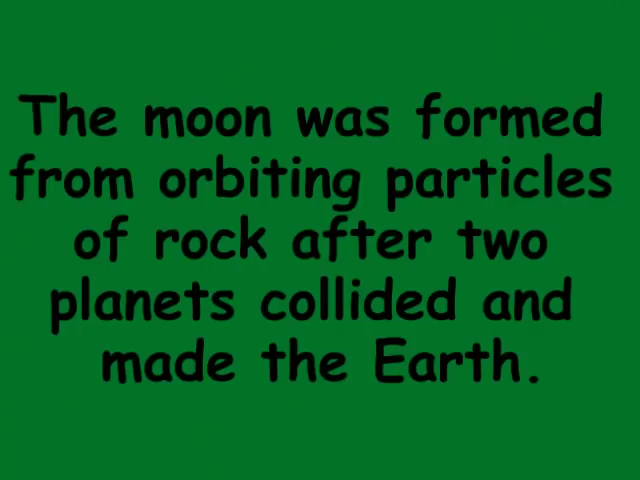 The moon was formed
from orbiting particles
of rock after two
planets collided and
made the Earth.